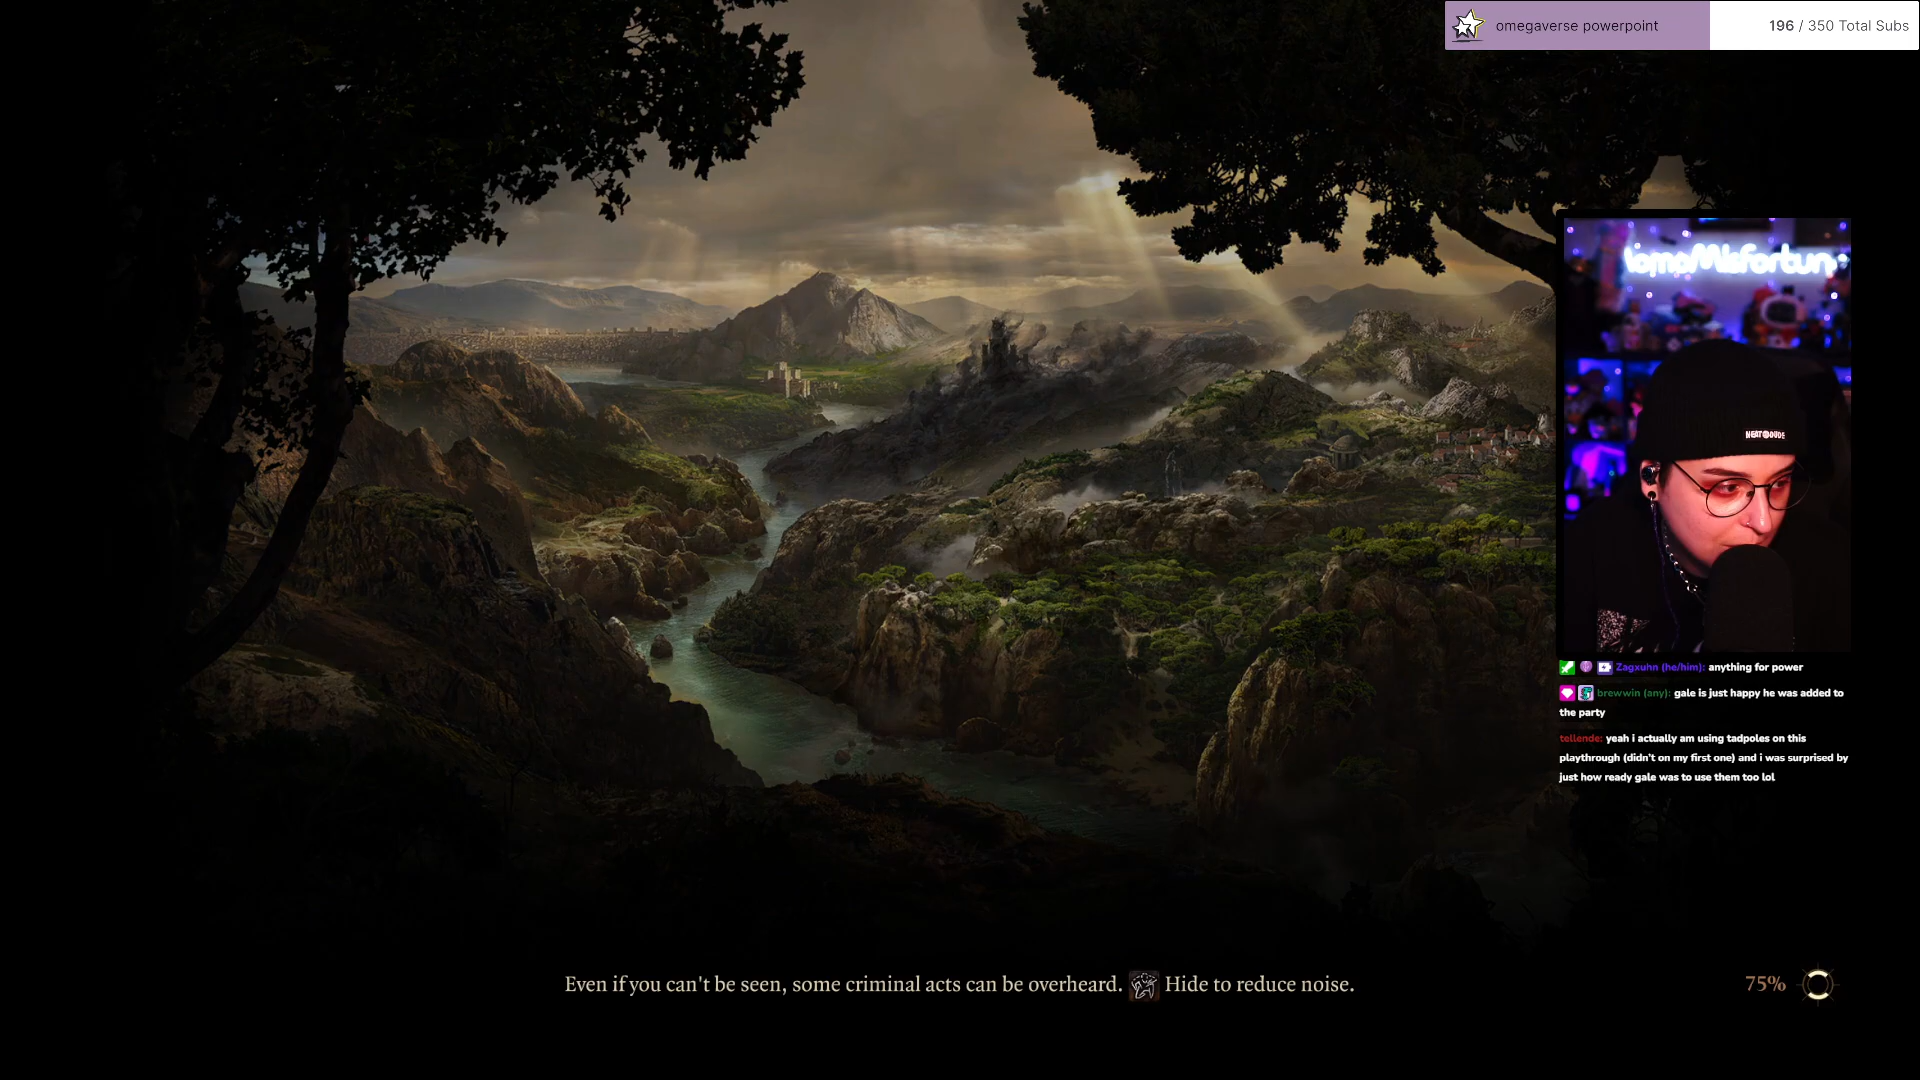 omegaverse powerpoint
196 / 350 Total Subs
NEAT DUDE
Zagxuhn (he/him): anything for power
brewwin (any): gale is just happy he was added to
the party
tellende: yeah i actually am using tadpoles on this
playthrough (didn't on my first one) and i was surprised by
just how ready gale was to use them too lol
Even if you can't be seen, some criminal acts can be overheard. Hide to reduce noise.
75%